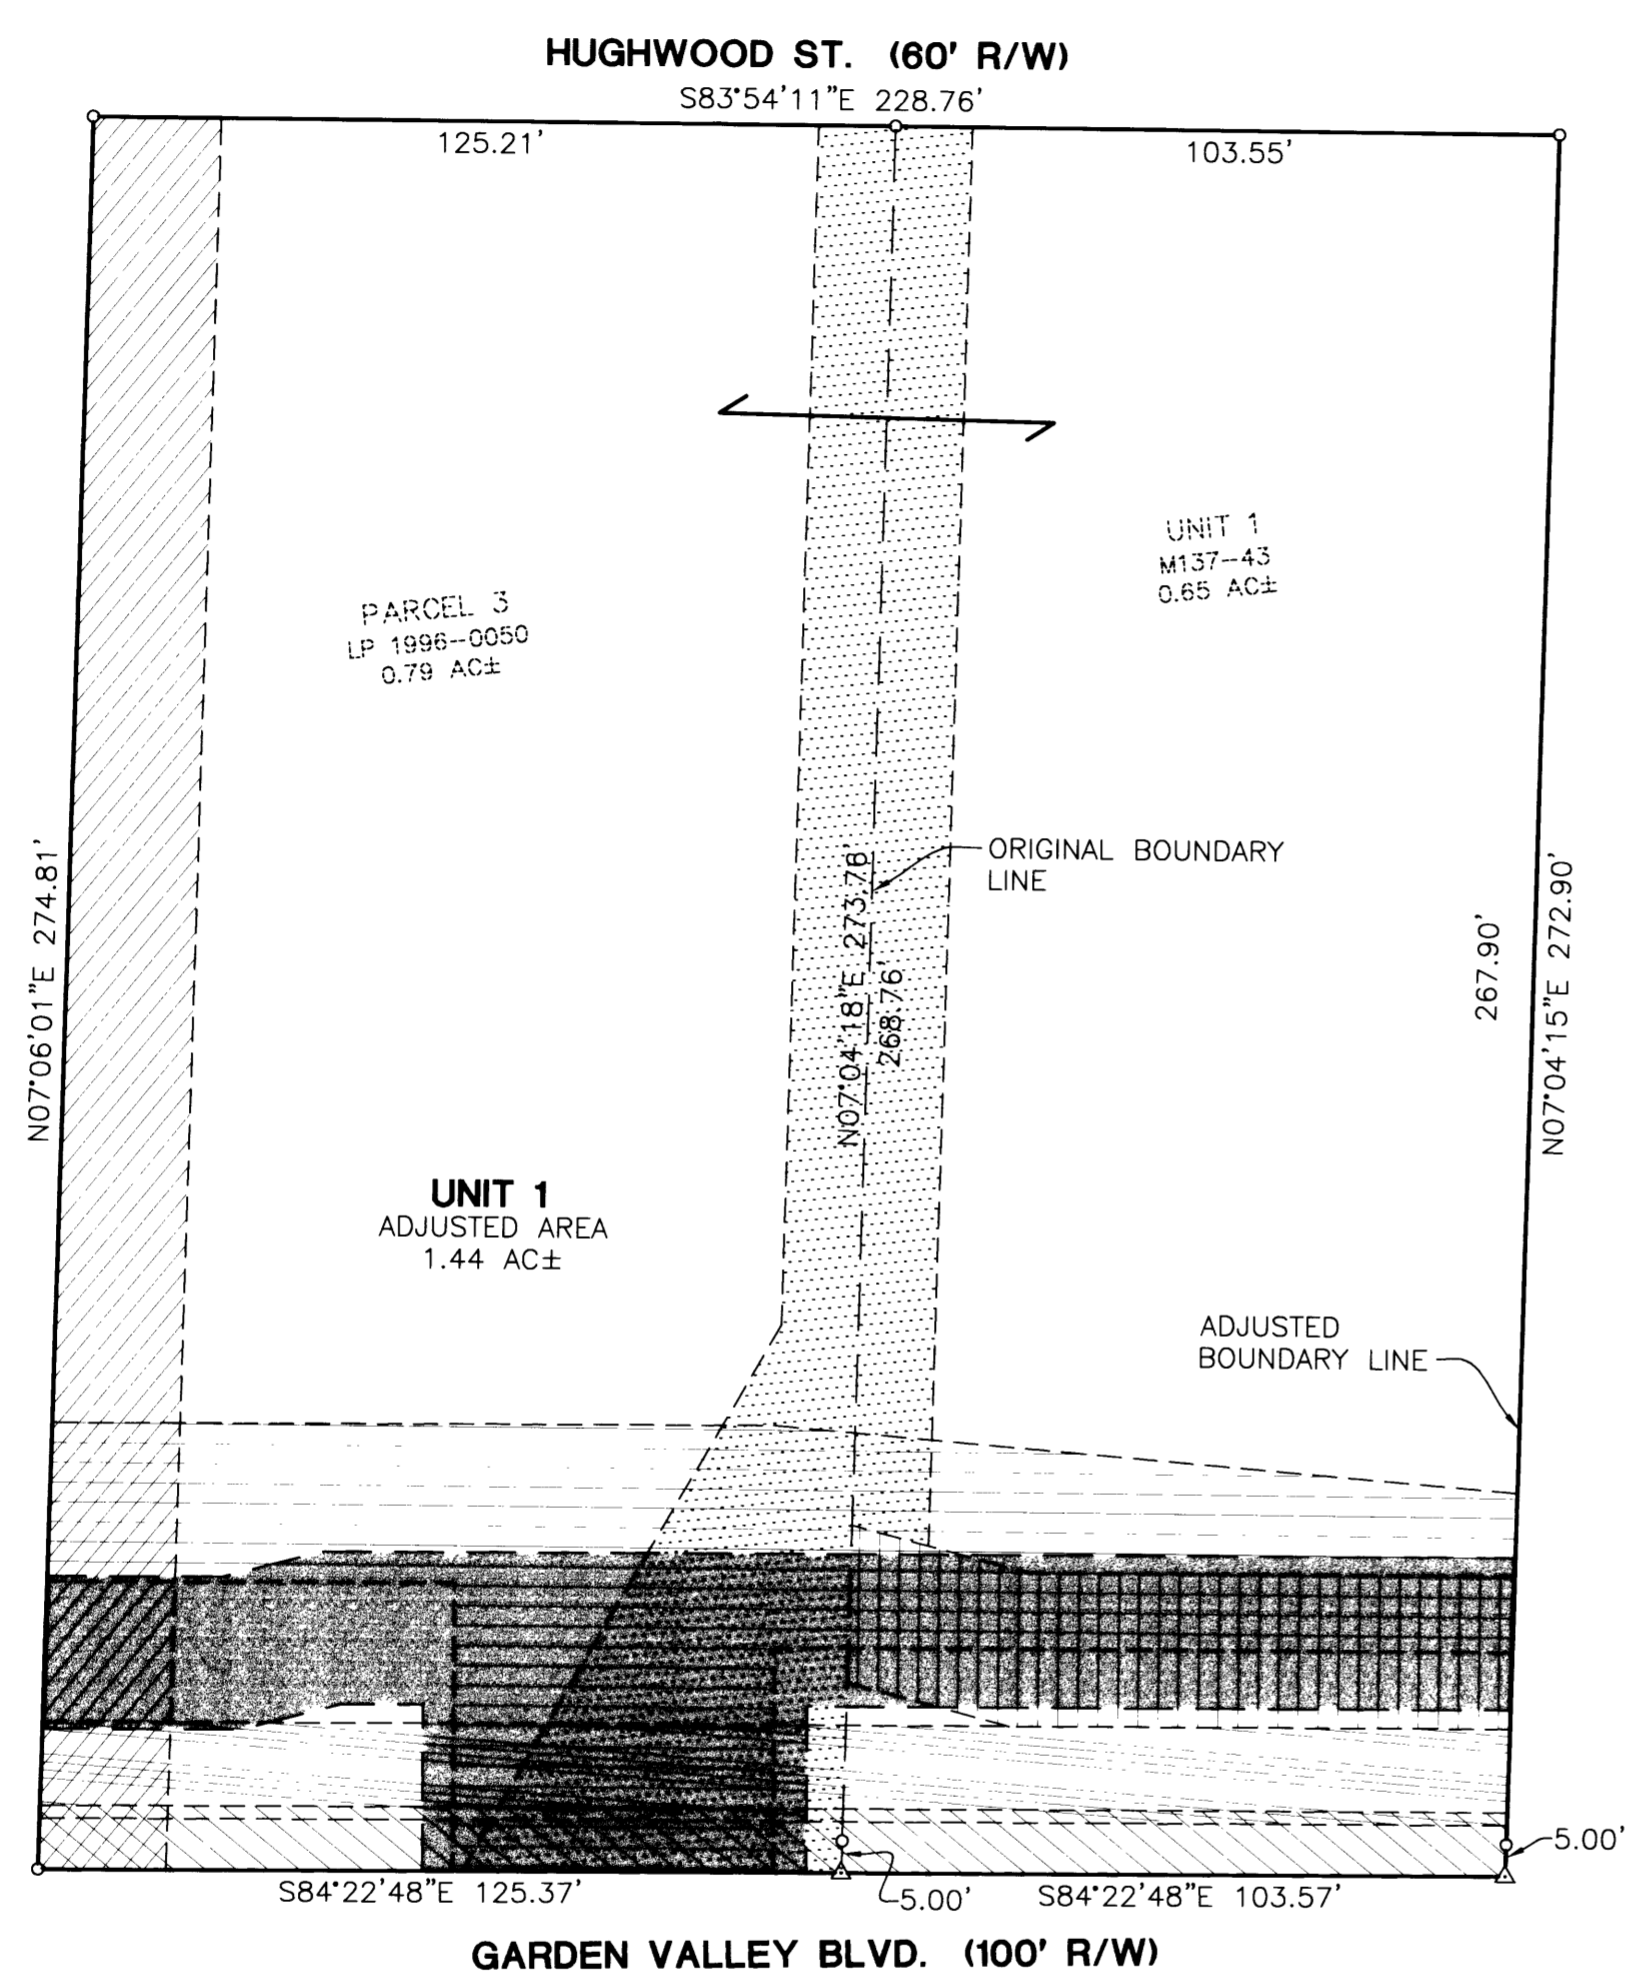 HUGHWOOD ST. (60' R/W)
S83°54'11"E 228.76'
125.21'
103.55'
UNIT 1
M137--43
0.65 AC±
PARCEL 3
LP 1996--0050
0.79 AC±
ORIGINAL BOUNDARY
LINE
N07°06'01"E 274.81'
N07°04'18"E 273.76'
268.76'
267.90'
N07°04'15"E 272.90'
UNIT 1
ADJUSTED AREA
1.44 AC±
ADJUSTED
BOUNDARY LINE
5.00'
S84°22'48"E 125.37'
5.00'
S84°22'48"E 103.57'
GARDEN VALLEY BLVD. (100' R/W)